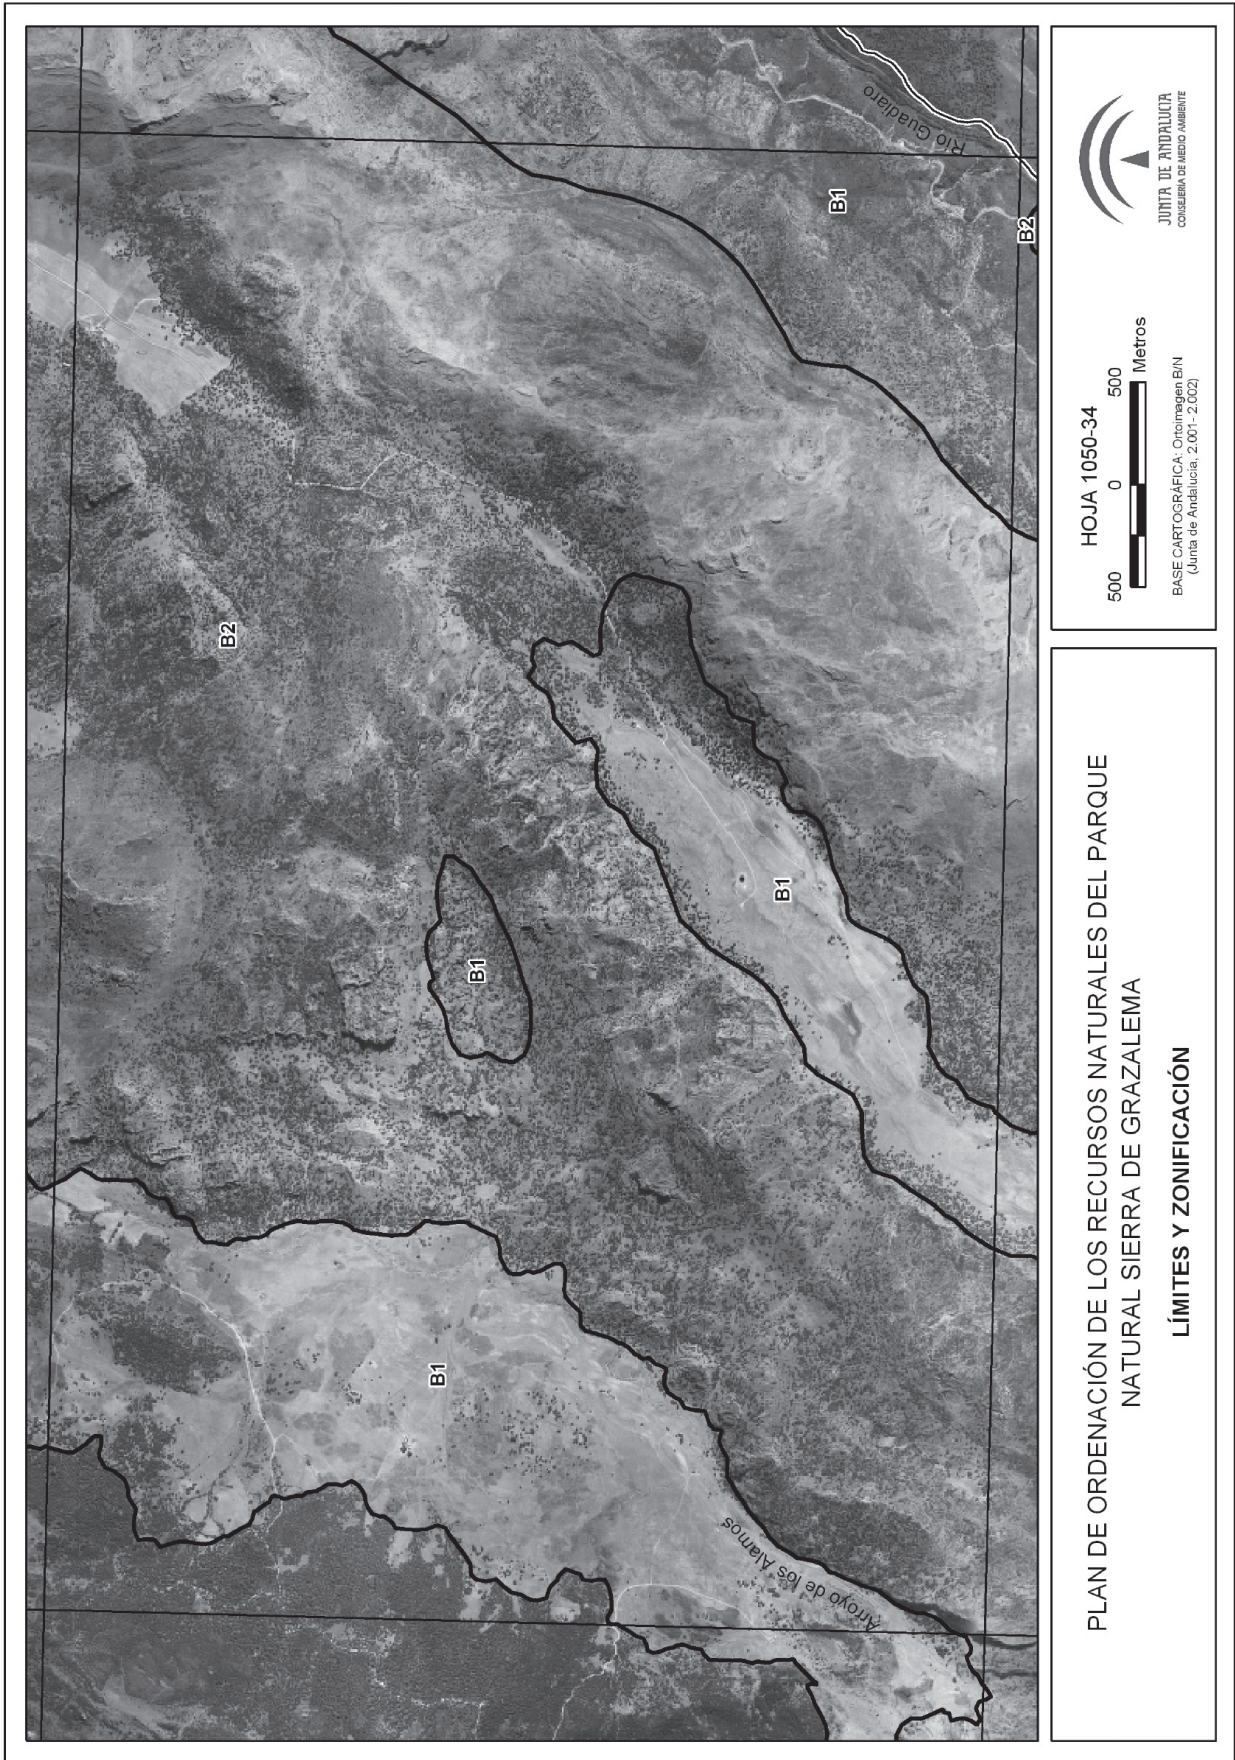 B2
B1
B1
B1
B1
B2
Río Guadiaro
Arroyo de los Álamos
PLAN DE ORDENACIÓN DE LOS RECURSOS NATURALES DEL PARQUE
NATURAL SIERRA DE GRAZALEMA
LÍMITES Y ZONIFICACIÓN
HOJA 1050-34
500 0 500
Metros
BASE CARTOGRÁFICA: Ortoimagen B/N
(Junta de Andalucía, 2.001- 2.002)
JUNTA DE ANDALUCIA
CONSEJERÍA DE MEDIO AMBIENTE